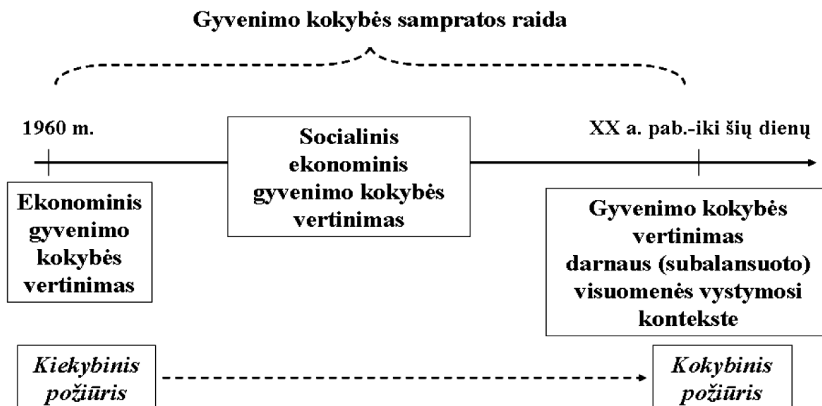 Gyvenimo kokybės sampratos raida
1960 m.
XX a. pab.-iki šių dienų
Socialinis
ekonominis
gyvenimo kokybės
vertinimas
Ekonominis
gyvenimo
kokybės
vertinimas
Gyvenimo kokybės
vertinimas
darnaus (subalansuoto)
visuomenės vystymosi
kontekste
Kiekybinis
požiūris
Kokybinis
požiūris